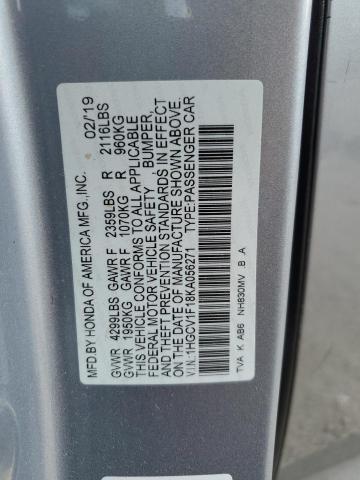 MFD.BY HONDA OF AMERICA MFG.,INC. 02/'19
GVWR 4299LBS GAWR F 2359LBS R 2116LBS
GVWR 1950KG GAWR F 1070KG R 960KG
THIS VEHICLE CONFORMS TO ALL APPLICABLE
FEDERAL MOTOR VEHICLE SAFETY, BUMPER,
AND THEFT PREVENTION STANDARDS IN EFFECT
ON THE DATE OF MANUFACTURE SHOWN ABOVE.
V.I.N.:1HGCV1F18KA056271 TYPE:PASSENGER CAR
TVA K AB6 NH830MV .B .A